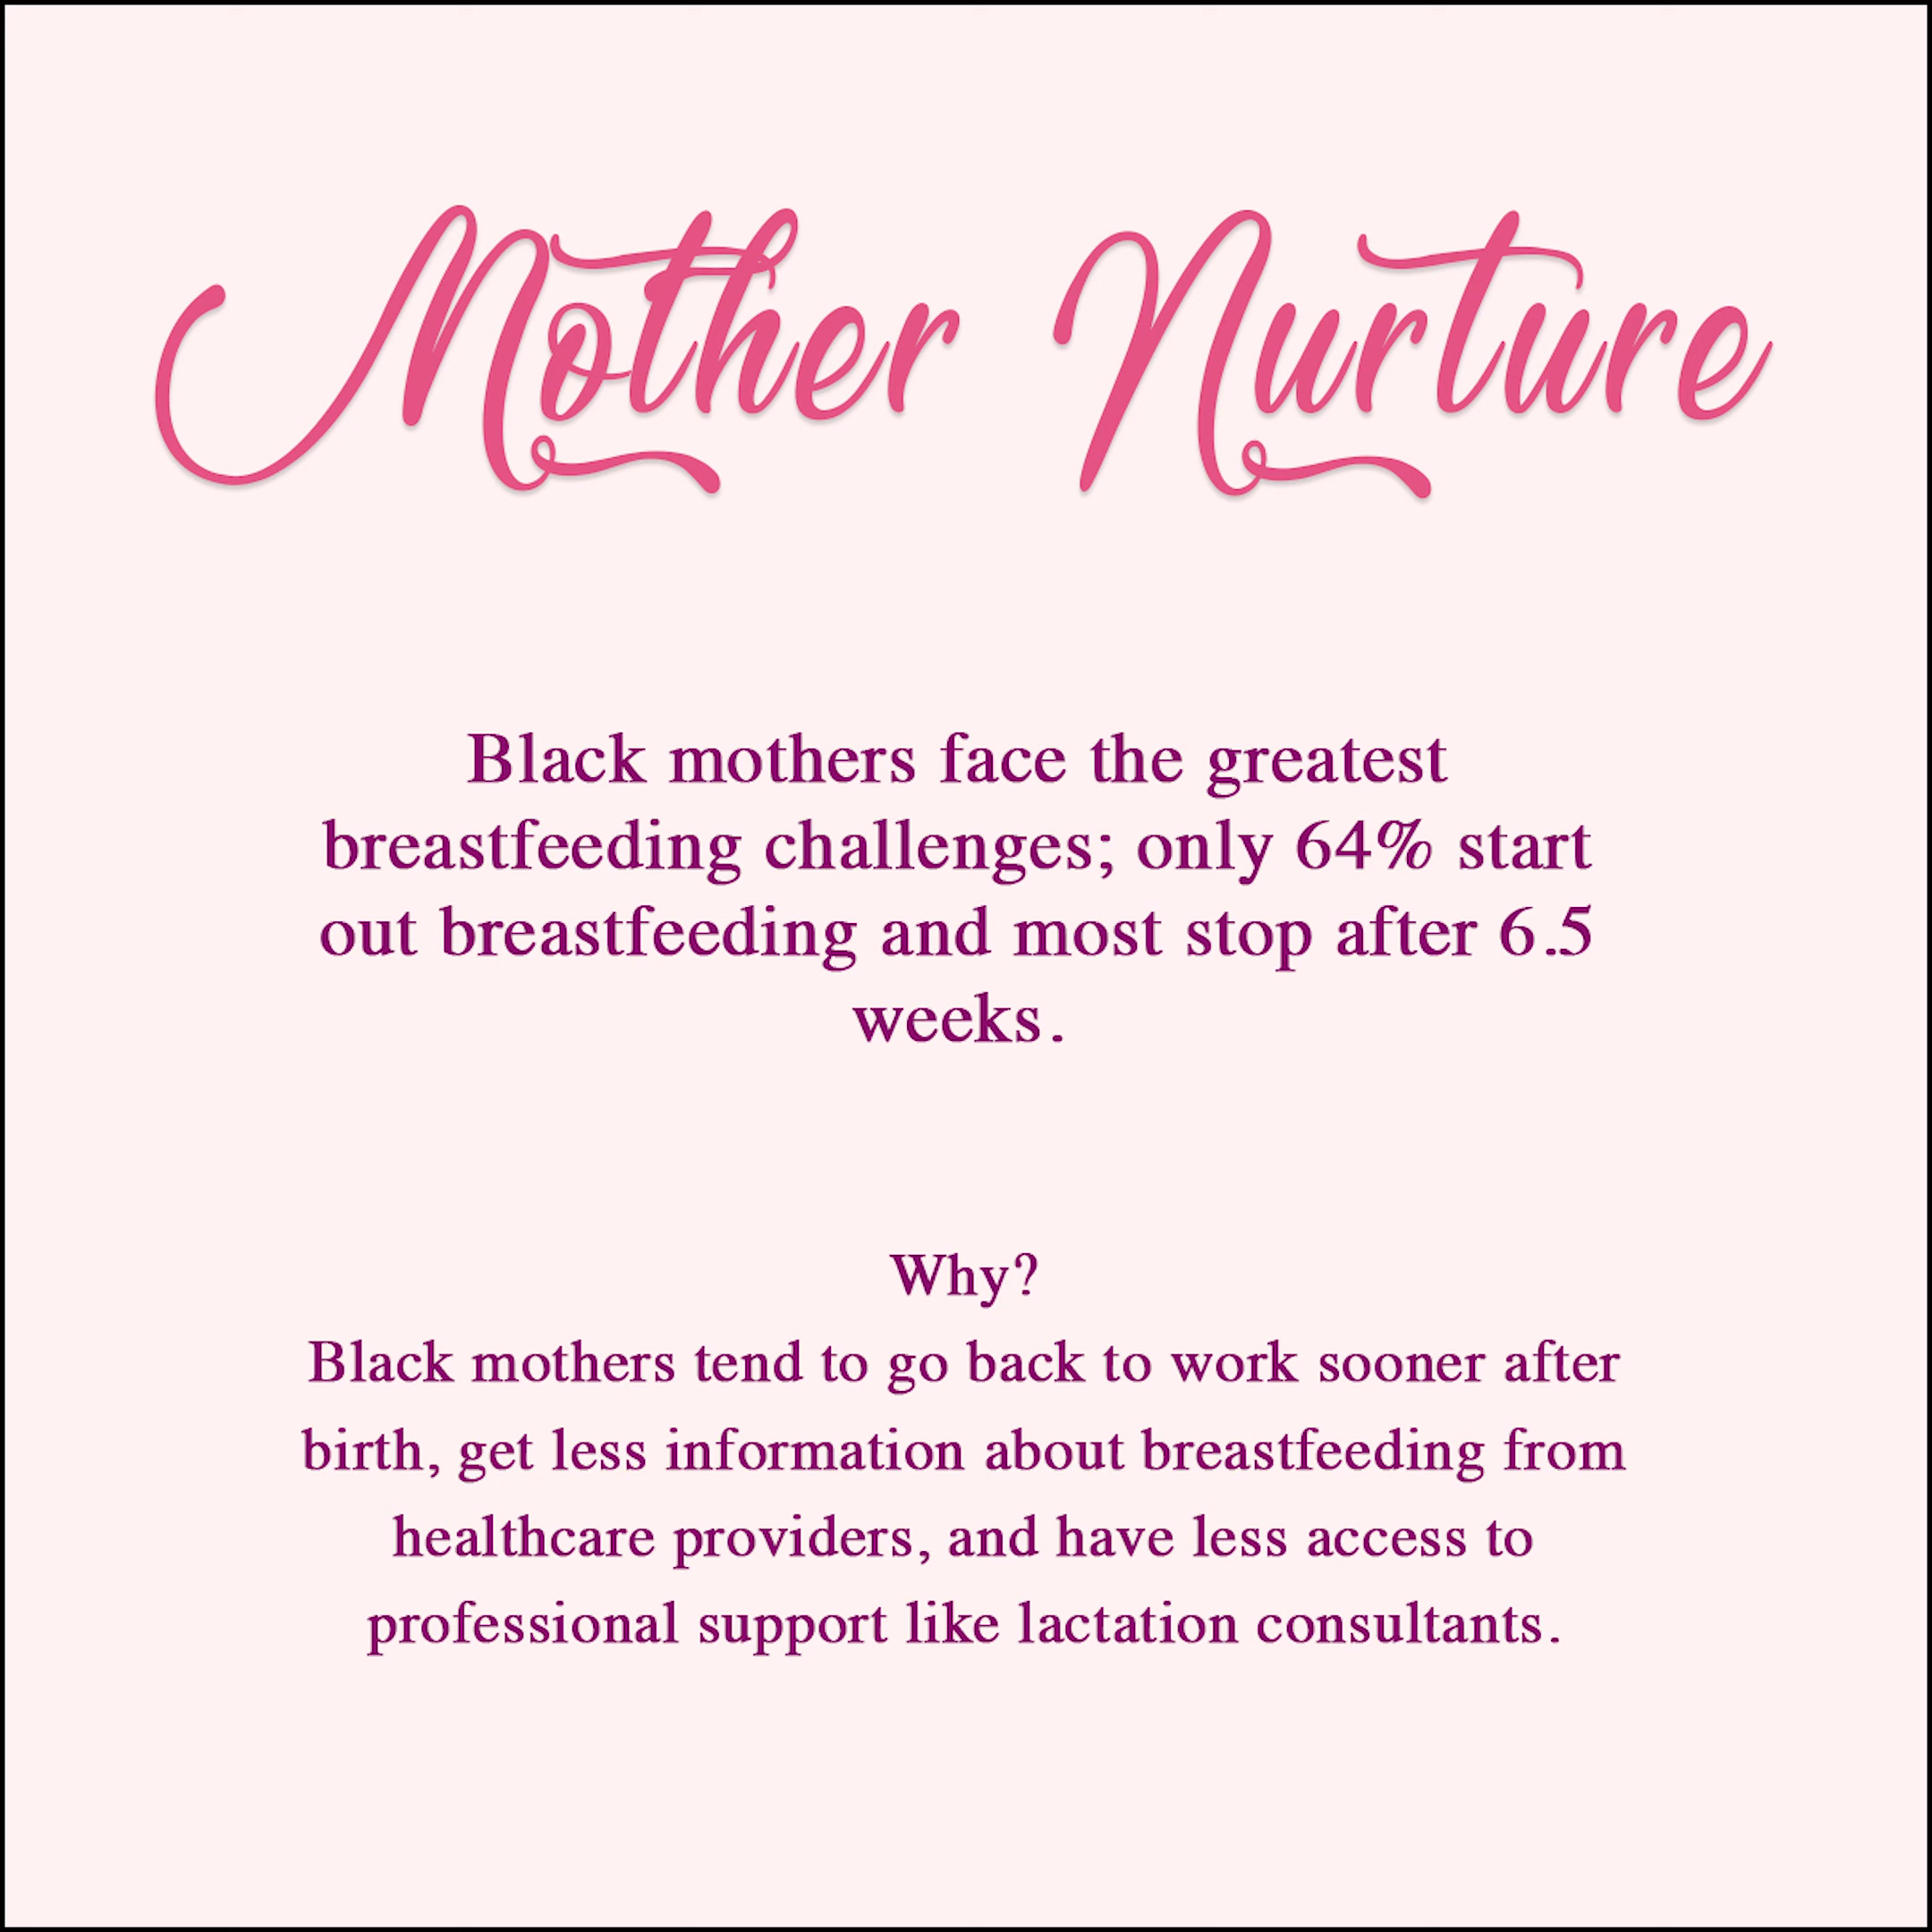 Mother Nurture
Black mothers face the greatest
breastfeeding challenges; only 64% start
out breastfeeding and most stop after 6.5
weeks.
Why?
Black mothers tend to go back to work sooner after
birth, get less information about breastfeeding from
healthcare providers, and have less access to
professional support like lactation consultants.